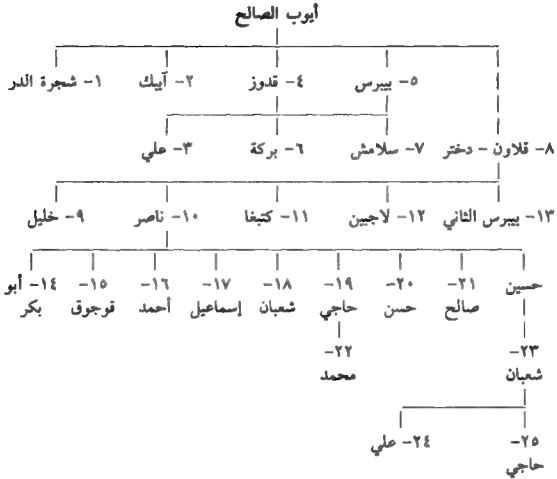 أيوب الصالح
١- شجرة الدر ٢- آيبك ٤- قدوز ٥- بيبرس
٣- علي ٦- بركة ٧- سلامش ٨- قلاون - دختر
٩- خليل ١٠- ناصر ١١- كتبغا ١٢- لاجيين ١٣- بيبرس الثاني
١٤- أبو بكر ١٥- قوجوق ١٦- أحمد ١٧- إسماعيل ١٨- شعبان ١٩- حاجي ٢٠- حسن ٢١- صالح حسين
٢٢- محمد ٢٣- شعبان
٢٤- علي ٢٥- حاجي